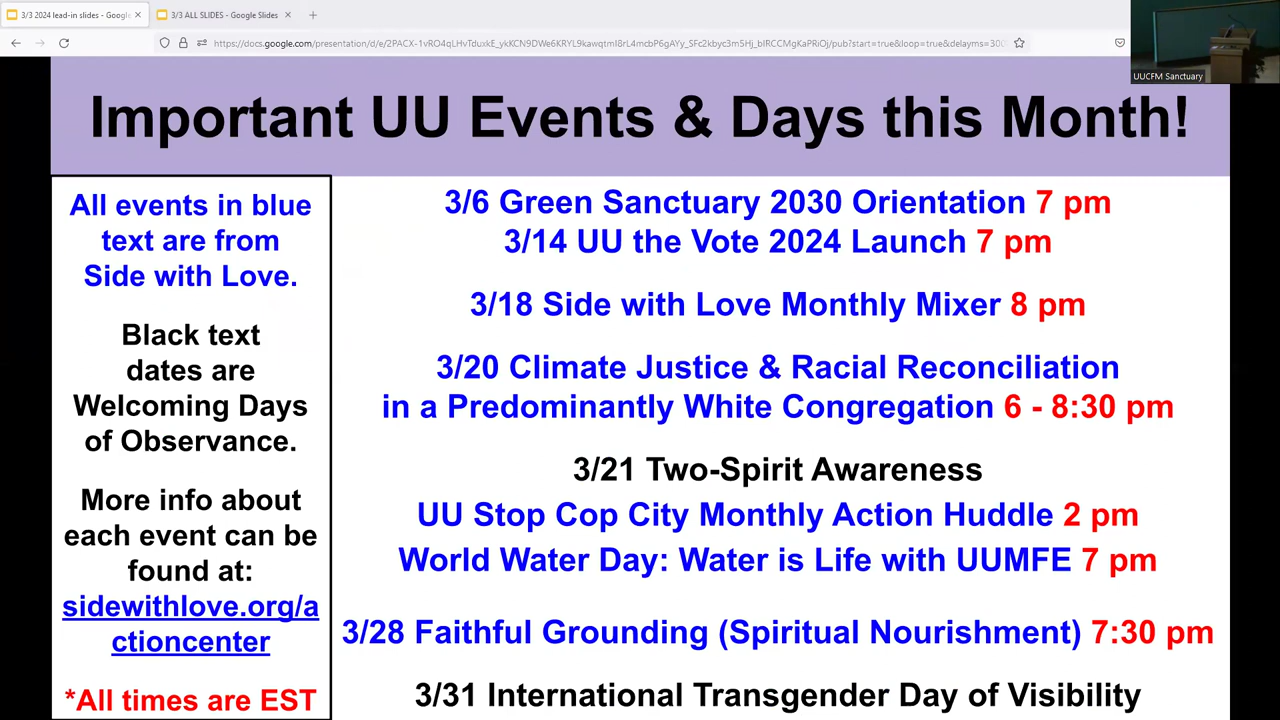 3/3 2024 lead-in slides - Googl
3/3 ALL SLIDES - Google Slides
UUCFM Sanctuary
Important UU Events & Days this Month!
All events in blue
text are from
Side with Love.
Black text
dates are
Welcoming Days
of Observance.
More info about
each event can be
found at:
sidewithlove.org/a
ctioncenter
*All times are EST
3/6 Green Sanctuary 2030 Orientation 7 pm
3/14 UU the Vote 2024 Launch 7 pm
3/18 Side with Love Monthly Mixer 8 pm
3/20 Climate Justice & Racial Reconciliation
in a Predominantly White Congregation 6 - 8:30 pm
3/21 Two-Spirit Awareness
UU Stop Cop City Monthly Action Huddle 2 pm
World Water Day: Water is Life with UUMFE 7 pm
3/28 Faithful Grounding (Spiritual Nourishment) 7:30 pm
3/31 International Transgender Day of Visibility